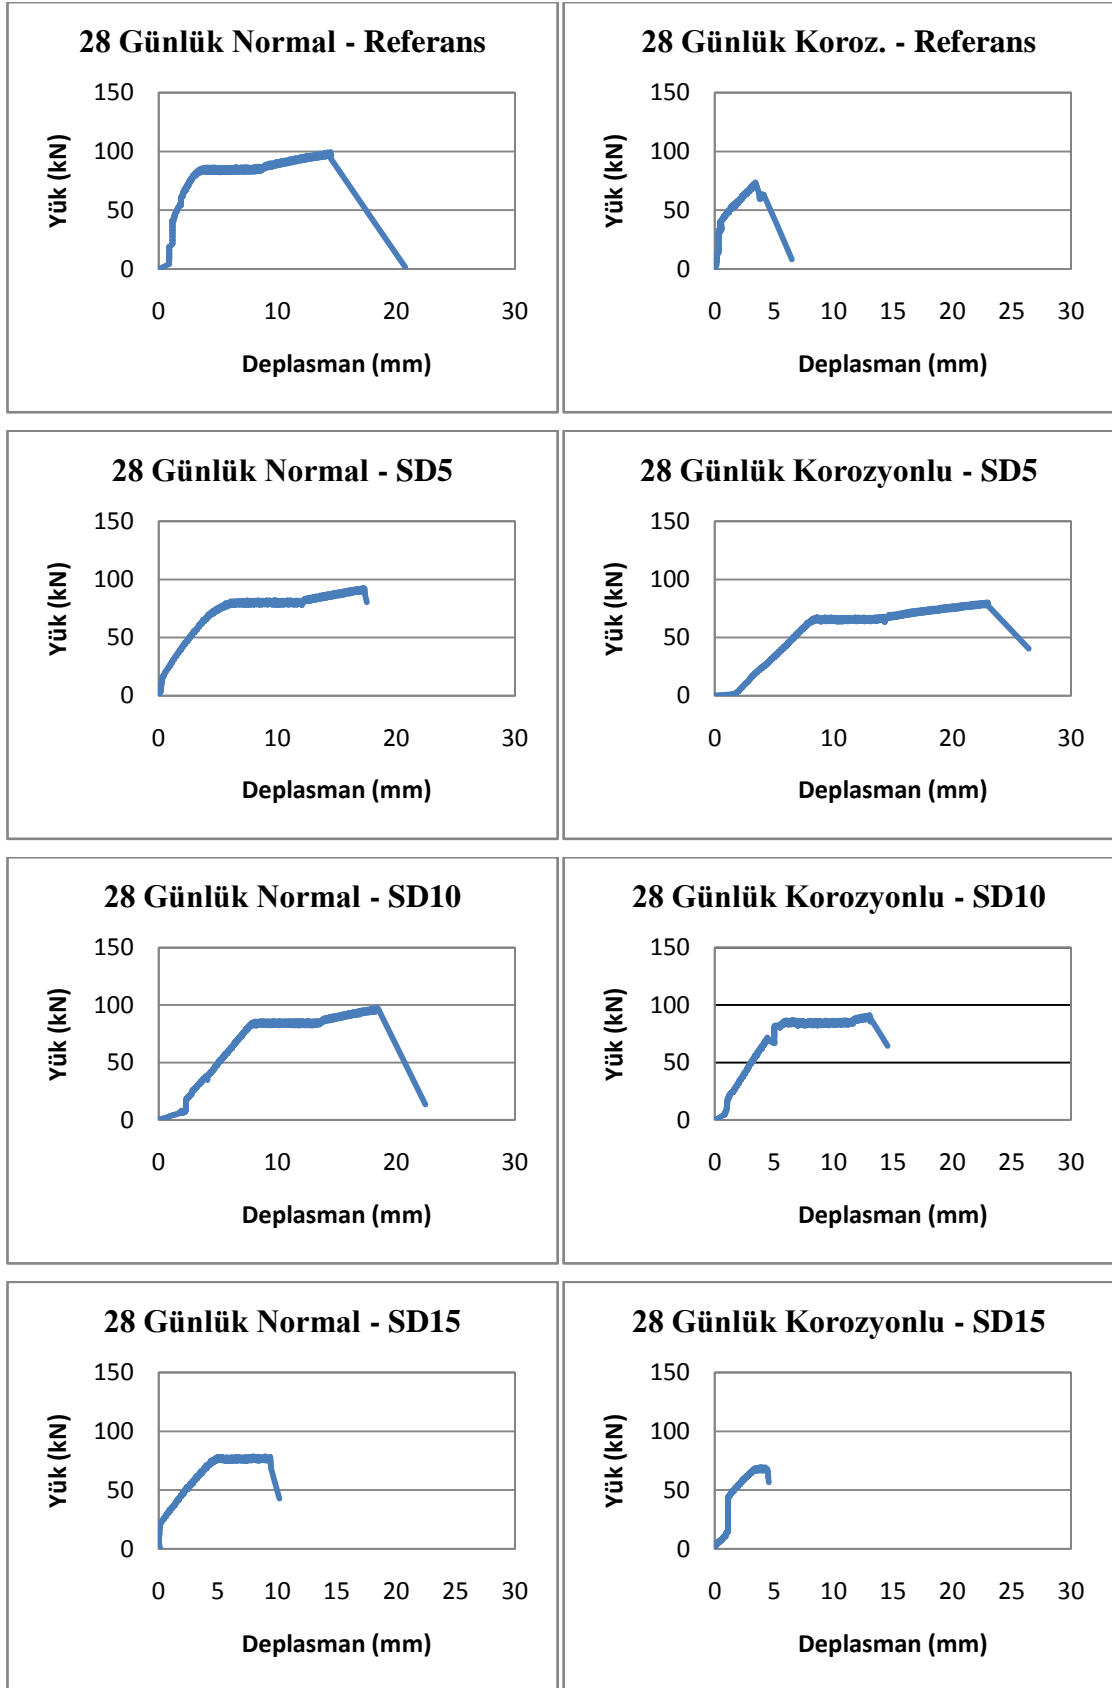 28 Günlük Normal - Referans
150
100
50
0
Yük (kN)
0 10 20 30
Deplasman (mm)
28 Günlük Koroz. - Referans
150
100
50
0
Yük (kN)
0 5 10 15 20 25 30
Deplasman (mm)
28 Günlük Normal - SD5
150
100
50
0
Yük (kN)
0 10 20 30
Deplasman (mm)
28 Günlük Korozyonlu - SD5
150
100
50
0
Yük (kN)
0 10 20 30
Deplasman (mm)
28 Günlük Normal - SD10
150
100
50
0
Yük (kN)
0 10 20 30
Deplasman (mm)
28 Günlük Korozyonlu - SD10
150
100
50
0
Yük (kN)
0 5 10 15 20 25 30
Deplasman (mm)
28 Günlük Normal - SD15
150
100
50
0
Yük (kN)
0 5 10 15 20 25 30
Deplasman (mm)
28 Günlük Korozyonlu - SD15
150
100
50
0
Yük (kN)
0 5 10 15 20 25 30
Deplasman (mm)